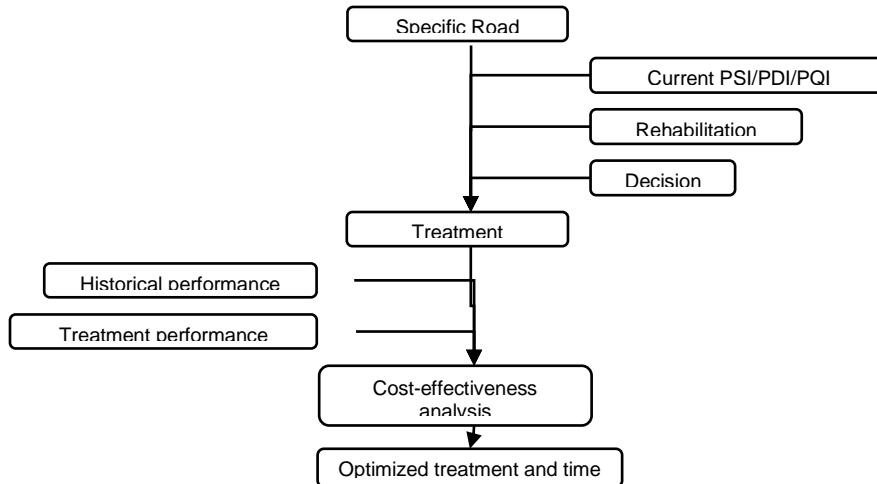 Specific Road
Current PSI/PDI/PQI
Rehabilitation
Decision
Treatment
Historical performance
Treatment performance
Cost-effectiveness
analysis
Optimized treatment and time